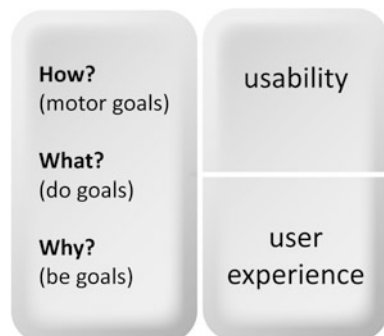 How?
(motor goals)
What?
(do goals)
Why?
(be goals)
usability
user
experience